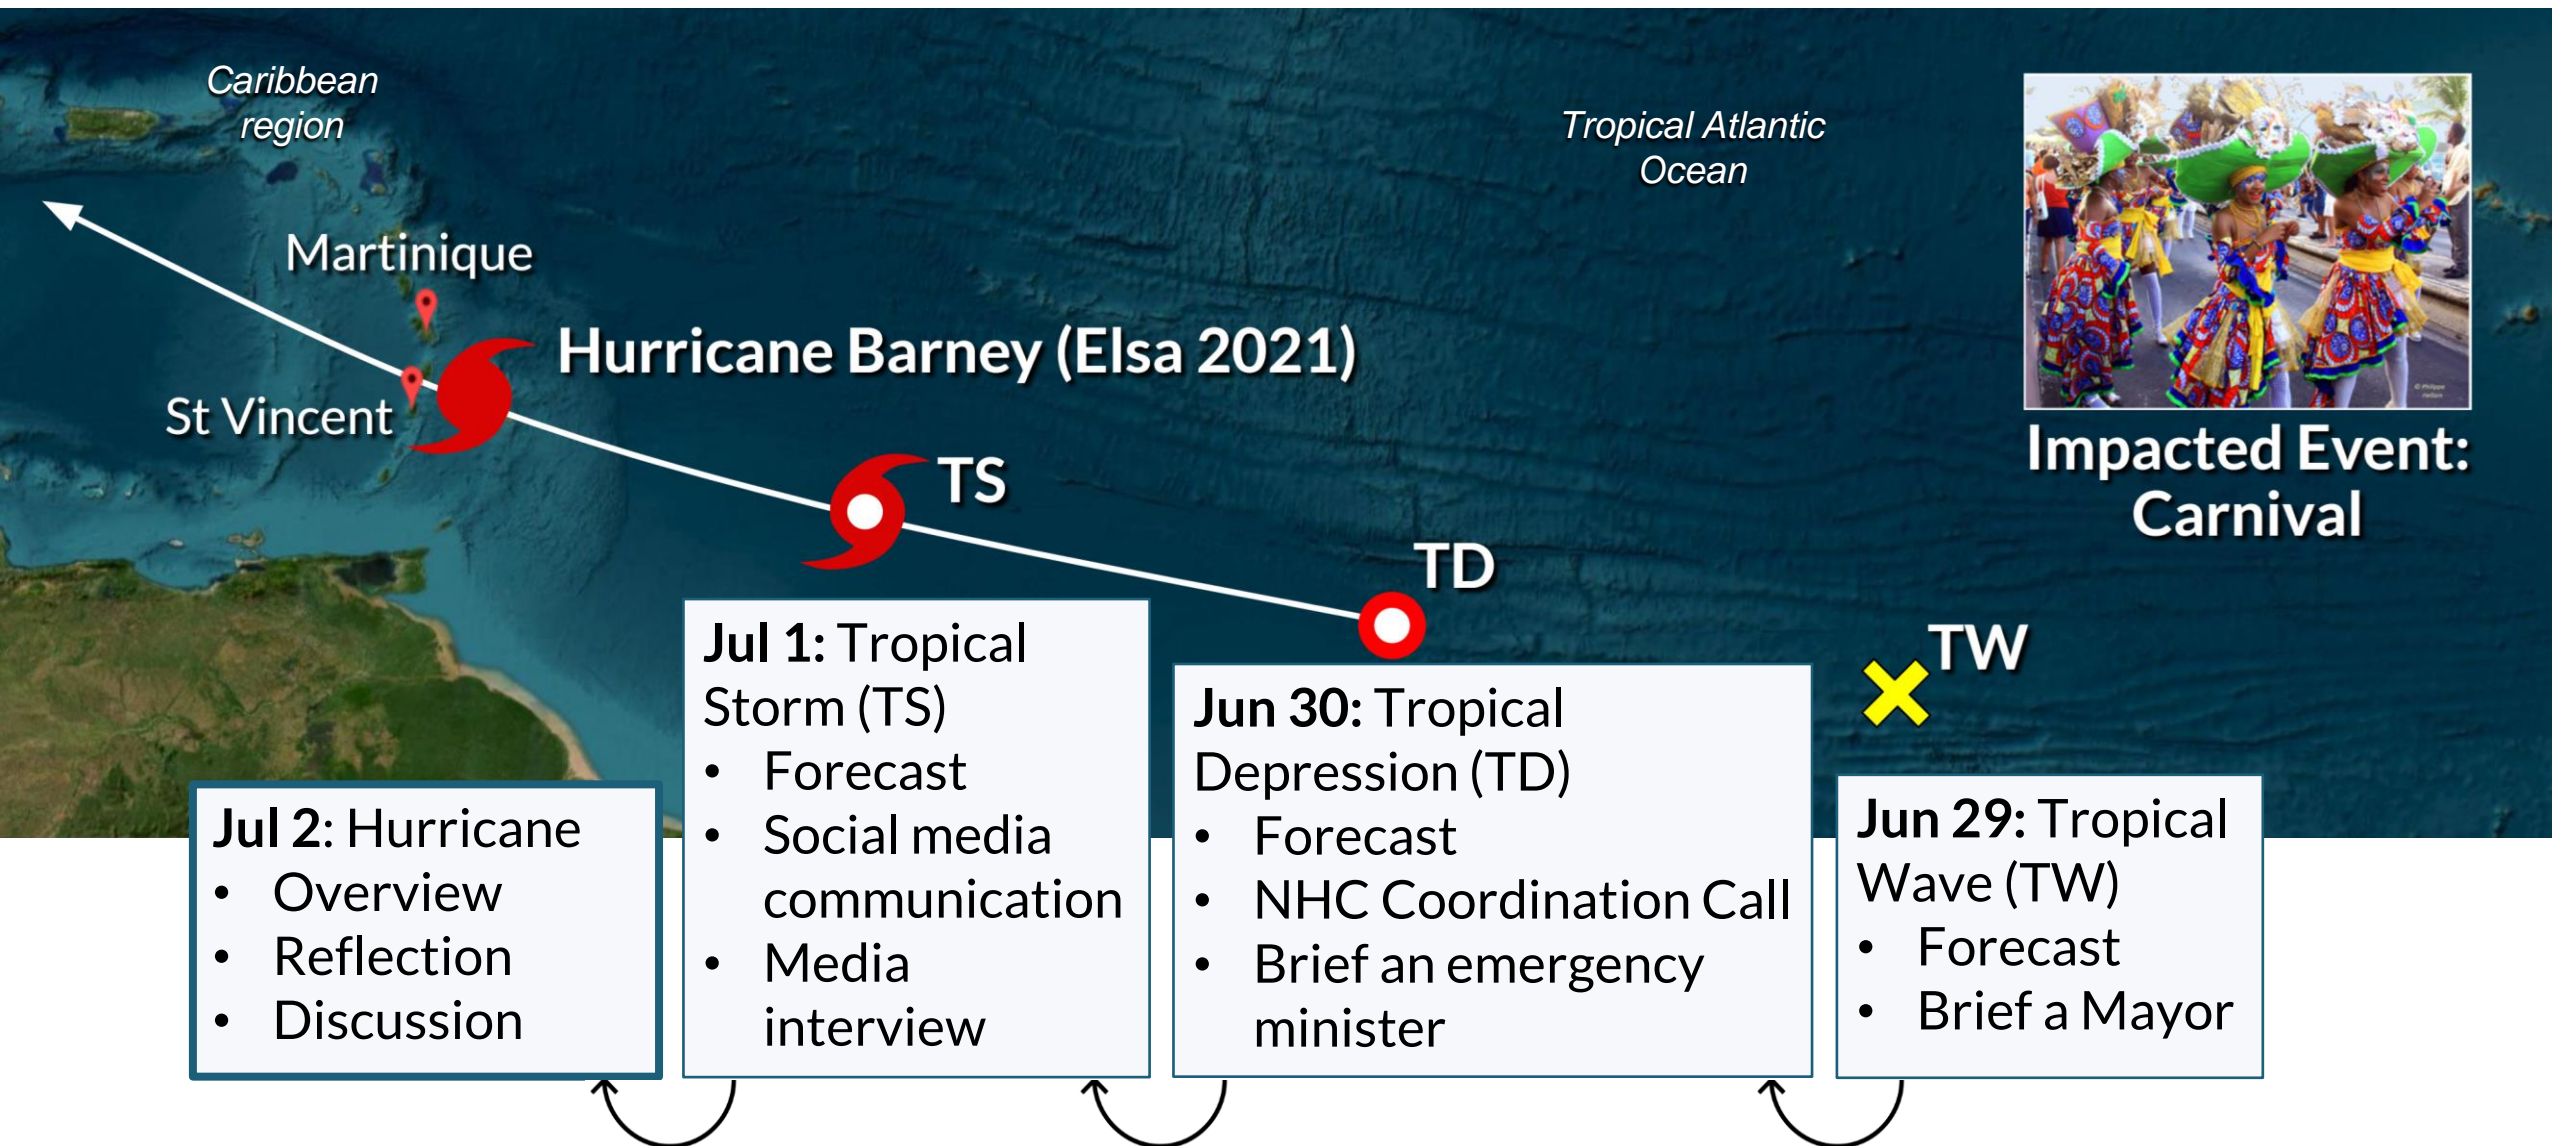 Caribbean
region
Tropical Atlantic
Ocean
Martinique
Hurricane Barney (Elsa 2021)
St Vincent
TS
TD
TW
© Philippe
Impacted Event:
Carnival
Jul 2: Hurricane
• Overview
• Reflection
• Discussion
Jul 1: Tropical
Storm (TS)
• Forecast
• Social media
communication
• Media
interview
Jun 30: Tropical
Depression (TD)
• Forecast
• NHC Coordination Call
• Brief an emergency
minister
Jun 29: Tropical
Wave (TW)
• Forecast
• Brief a Mayor